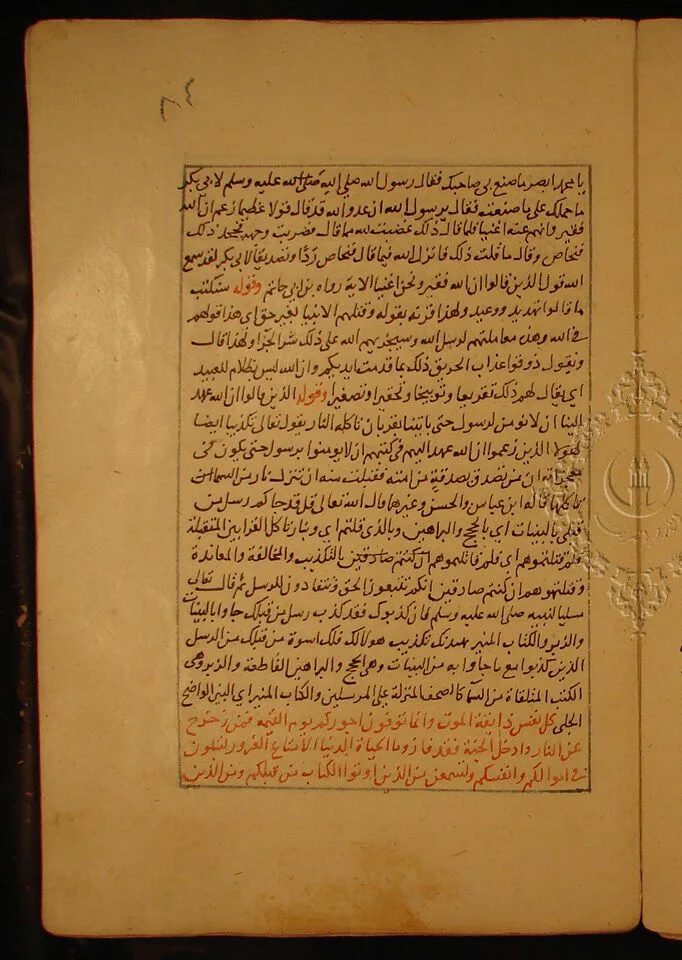 ٨٤
يا محمد ابصر ما صنع بي صاحبك فقال رسول الله صلى الله عليه وسلم لابي بكر
ما حملك على ما صنعت فقال يرسول الله ان عدو الله قد قال قولا عظيما زعم ان الله
فقير وانهم عنه اغنيا فلما قال ذلك غضبت لله مما قال فضربت وجهه فجحد ذلك
فنحاص وقال ما قلت ذلك فانزل الله فيما قال فنحاص ردا وتصديقا لابي بكر لقد سمع
الله قول الذين قالوا ان الله فقير ونحن اغنيا الاية رواه بن ابي حاتم وقوله سنكتب
ما قالوا تهديد ووعيد ولهذا قرنه بقوله وقتلهم الانبيا بغير حق اي هذا قولهم
في الله وهذه معاملتهم لرسل الله وسيجزيهم الله على ذلك شر الجزا ولهذا قال
ونقول ذوقوا عذاب الحريق ذلك بما قدمت ايديكم وان الله ليس بظلام للعبيد
اي يقال لهم ذلك تقريعا وتوبيخا وتحقيرا وتصغيرا وقوله الذين قالوا ان الله عهد
الينا ان لا نومن لرسول حتى ياتينا بقربان تاكله النار يقول تعالى تكذيبا ايضا
لهولا الذين زعموا ان الله عهد اليهم في كتبهم ان لا يومنوا برسول حتى يكون في
معجزاته ان من تصدق بصدقة من امته فقبلت منه ان تنزل نار من السما
تاكلها قاله ابن عباس والحسن وغيرها قال الله تعالى قل قد جاكم رسل من
قبلي بالبينات اي بالحجج والبراهين وبالذي قلتم اي وبنار تاكل القرابين المتقبلة
فلم قتلتموهم اي فلم قاتلتموهم ان كنتم صادقين بالتكذيب والمخالفة والمعاندة
وقتلتموهم ان كنتم صادقين انكم تتبعون الحق وتنقادون للرسل ثم قال تعالى
مسليا لنبيه صلى الله عليه وسلم فان كذبوك فقد كذب رسل من قبلك جاوا بالبينات
والزبر والكتاب المنير تكذيب هولا لك فلك اسوة من قبلك من الرسل
الذين كذبوا مع ما جاوا به من البينات وهي الحجج والبراهين القاطعة والزبر وهي
الكتب المتلقاة من السما كالصحف المنزلة على المرسلين والكتاب المنير اي البين الواضح
الجلي كل نفس ذايقة الموت وانما توفون اجوركم يوم القيمه فمن زحزح
عن النار وادخل الجنة فقد فاز وما الحياة الدنيا الا متاع الغرور لتبلون
في اموالكم وانفسكم ولتسمعن من الذين اوتوا الكتاب من قبلكم ومن الذين